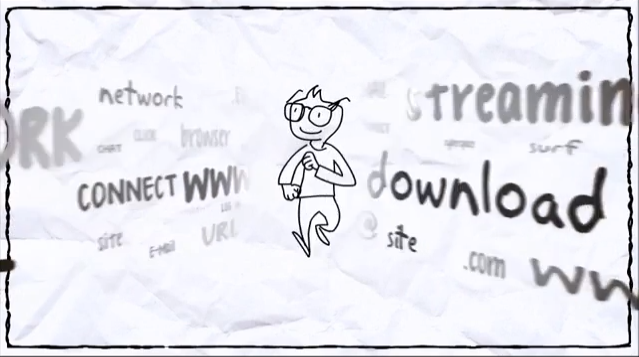 STreamin
network
ORK
CLICK
browser
CHAT
surf
CONNECT WWW
download
URL
@
site
site
E-MAIL
.com
ww